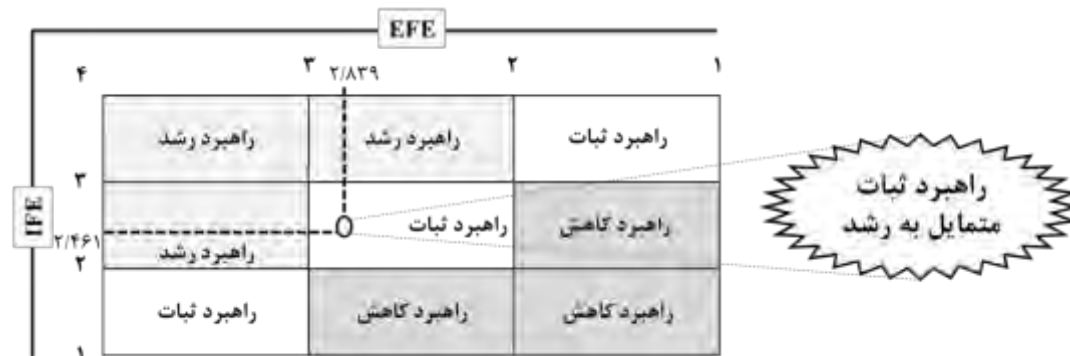 EFE
۴ ۳ ۲/۸۳۹ ۲ ۱
راهبرد رشد راهبرد رشد راهبرد ثبات
IFE
۳
۲/۴۶۱
۲
۱
راهبرد رشد راهبرد ثبات راهبرد کاهش
راهبرد ثبات راهبرد کاهش راهبرد کاهش
راهبرد ثبات
متمایل به رشد